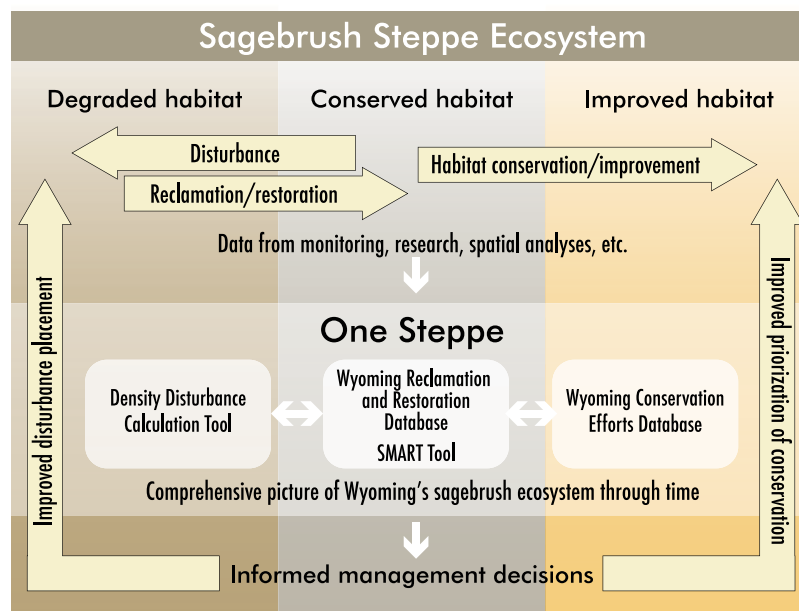 Sagebrush Steppe Ecosystem
Degraded habitat
Conserved habitat
Improved habitat
Disturbance
Habitat conservation/improvement
Reclamation/restoration
Data from monitoring, research, spatial analyses, etc.
One Steppe
Density Disturbance
Calculation Tool
Wyoming Reclamation
and Restoration
Database
SMART Tool
Wyoming Conservation
Efforts Database
Comprehensive picture of Wyoming's sagebrush ecosystem through time
Informed management decisions
Improved disturbance placement
Improved priorization of conservation